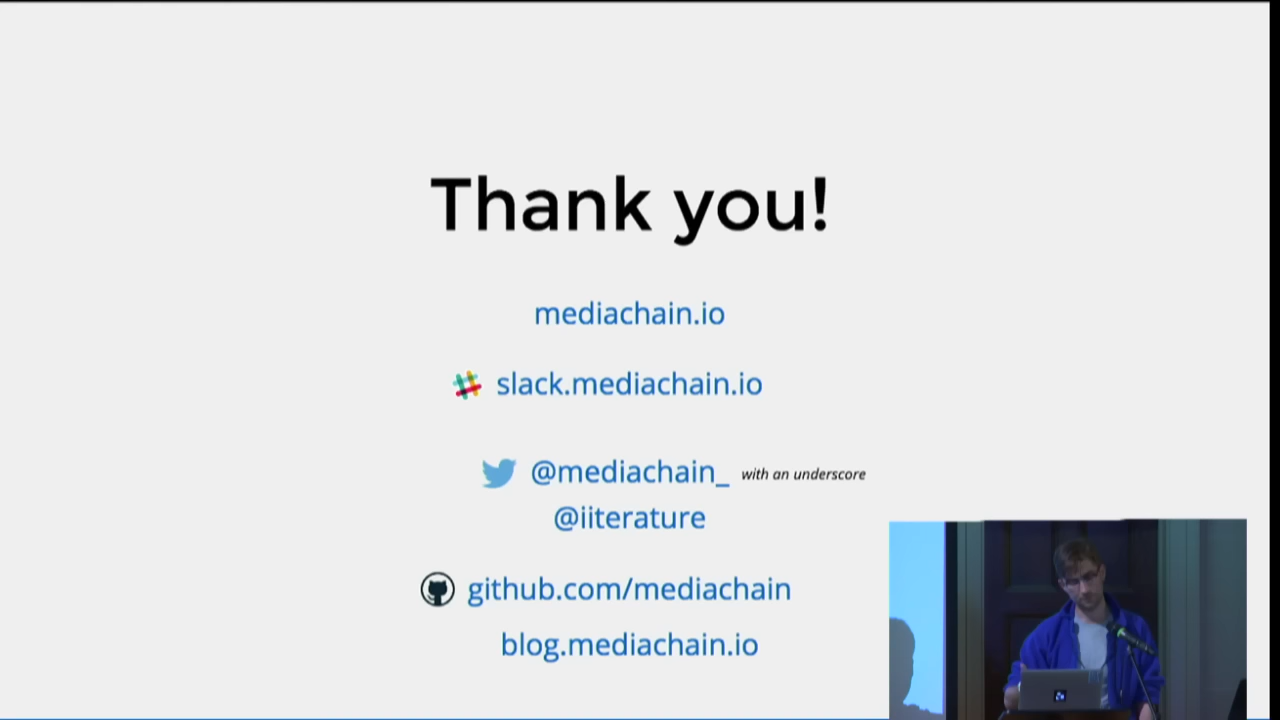 Thank you!
mediachain.io
slack.mediachain.io
@mediachain_ with an underscore
@iiterature
github.com/mediachain
blog.mediachain.io